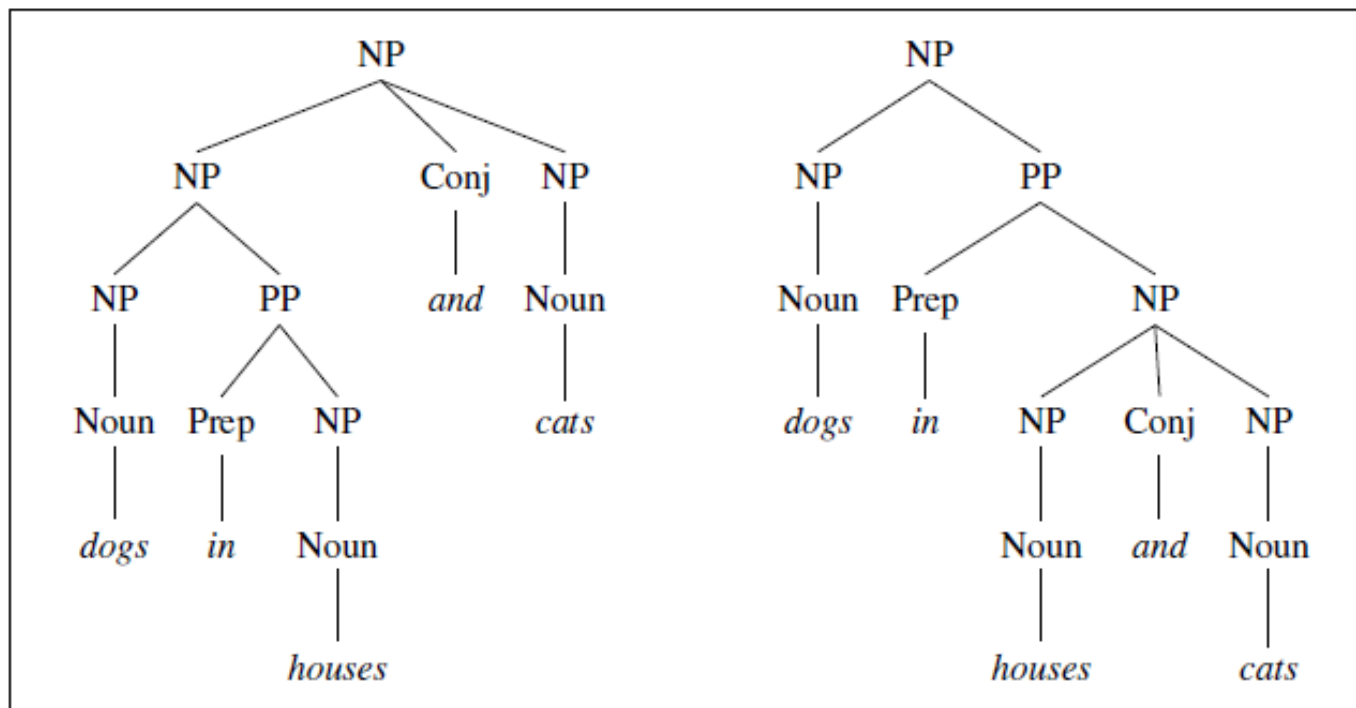 NP NP
NP Conj NP NP PP
NP PP and Noun Noun Prep NP
Noun Prep NP cats dogs in NP Conj NP
dogs in Noun Noun and Noun
houses houses cats